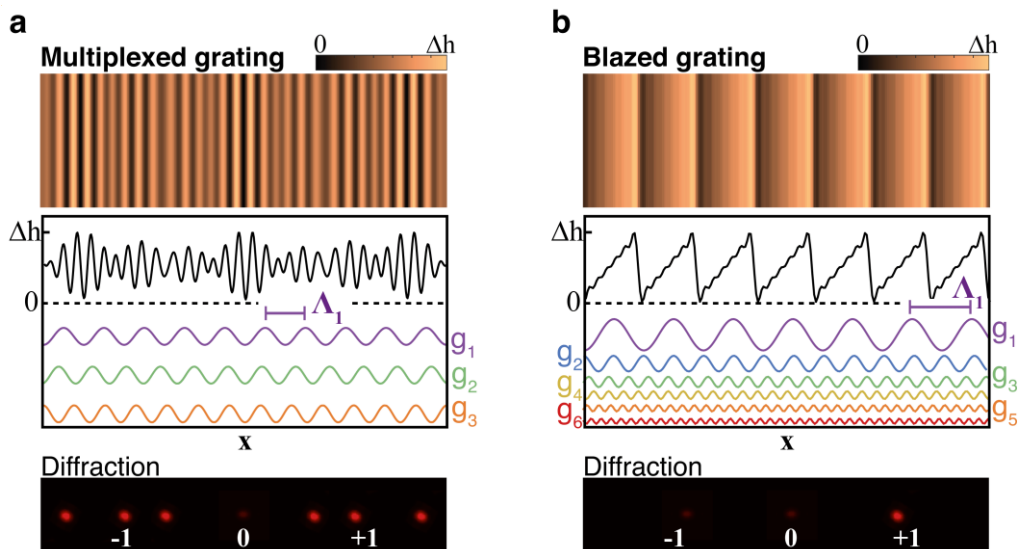 a
Multiplexed grating
0 Δh
Δh
0
Λ₁
g₁
g₂
g₃
x
Diffraction
-1 0 +1
b
Blazed grating
0 Δh
Δh
0
Λ₁
g₁
g₂
g₃
g₄
g₅
g₆
x
Diffraction
-1 0 +1